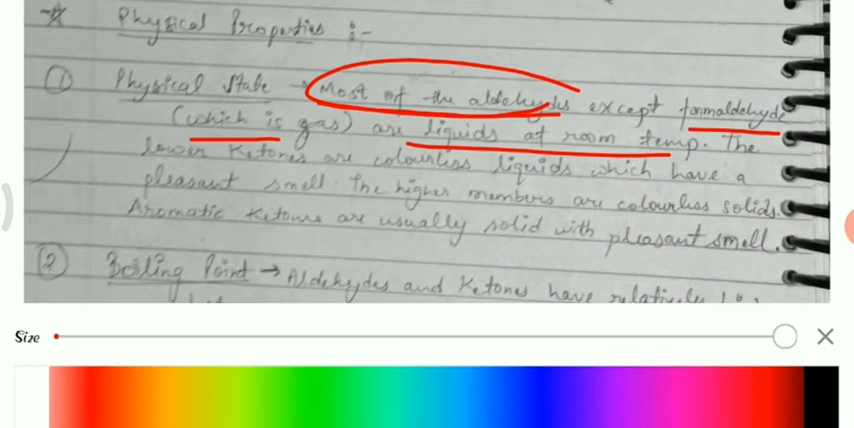 Physical Properties :-
① Physical State → Most of the aldehydes except formaldehyde
(which is gas) are liquids at room temp. The
lower Ketones are colourless liquids which have a
pleasant smell. The higher members are colourless solids.
Aromatic Ketones are usually solid with pleasant smell.
② Boiling Point → Aldehydes and Ketones have relatively
Size